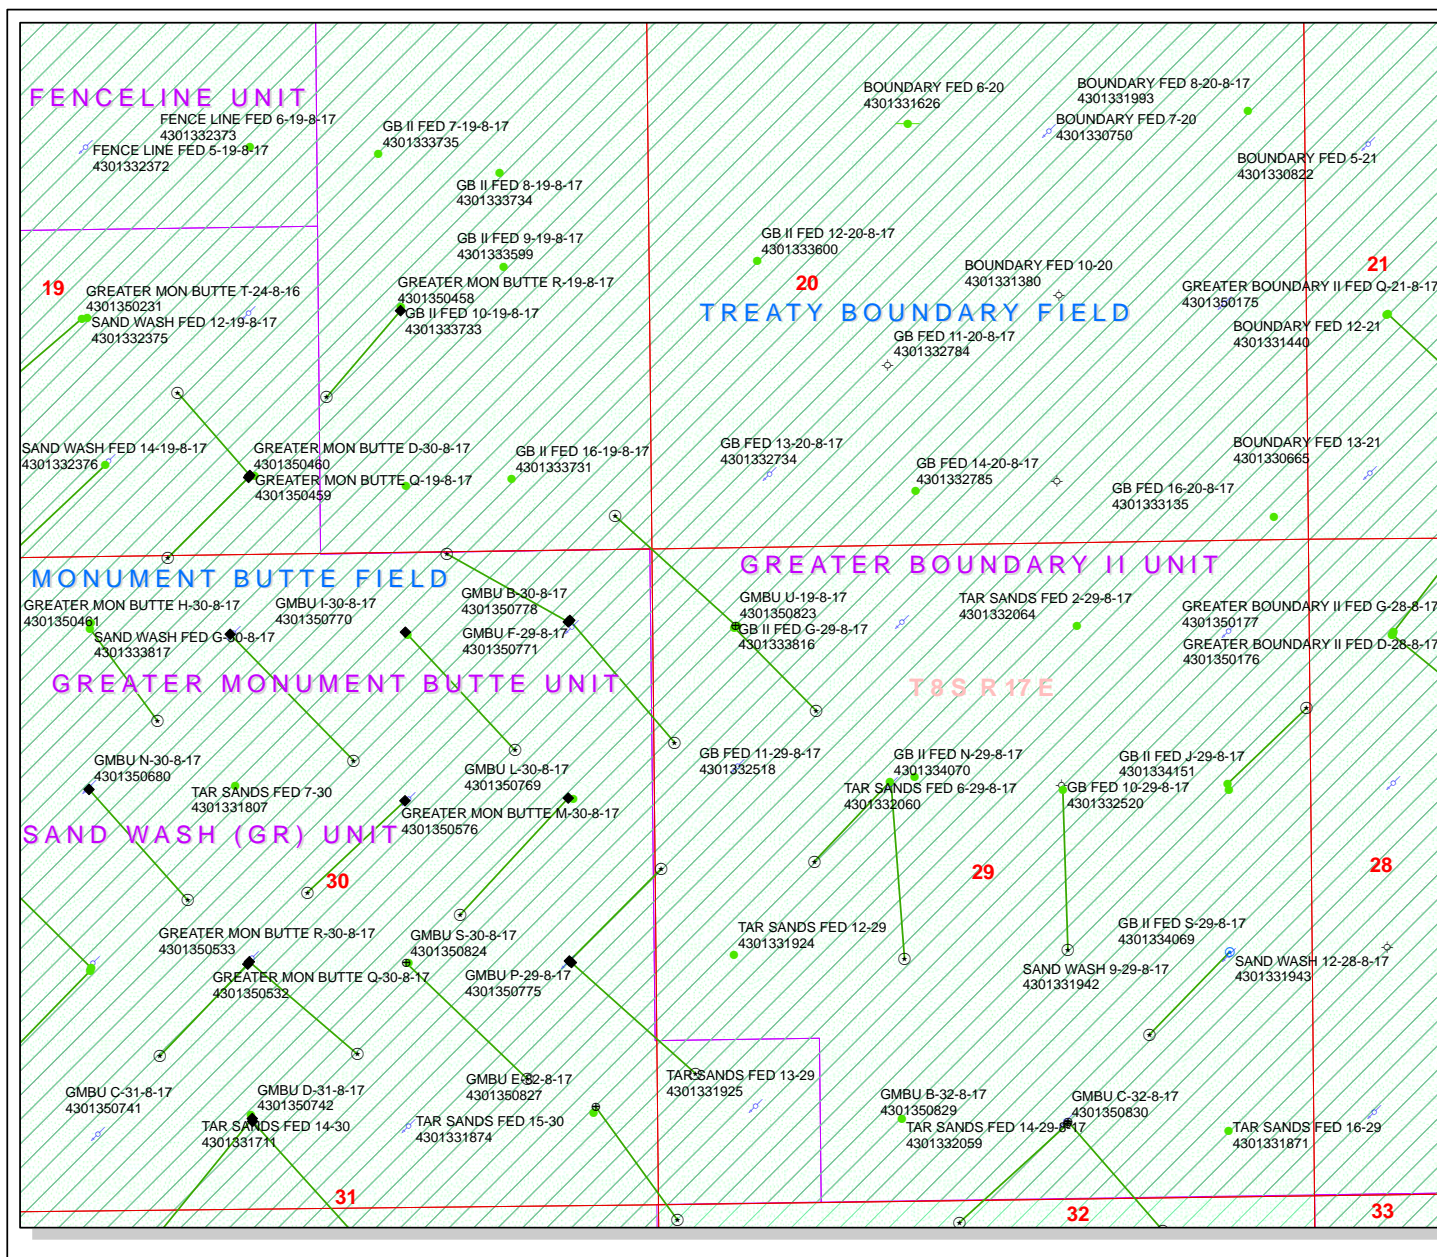 FENCELINE UNIT
FENCE LINE FED 6-19-8-17
4301332373
FENCE LINE FED 5-19-8-17
4301332372
GB II FED 7-19-8-17
4301333735
GB II FED 8-19-8-17
4301333734
GB II FED 9-19-8-17
4301333599
BOUNDARY FED 6-20
4301331626
BOUNDARY FED 8-20-8-17
4301331993
BOUNDARY FED 7-20
4301330750
BOUNDARY FED 5-21
4301330822
GB II FED 12-20-8-17
4301333600
BOUNDARY FED 10-20
4301331380
19
20
21
GREATER MON BUTTE T-24-8-16
4301350231
SAND WASH FED 12-19-8-17
4301332375
GREATER MON BUTTE R-19-8-17
4301350458
GB II FED 10-19-8-17
4301333733
TREATY BOUNDARY FIELD
GREATER BOUNDARY II FED Q-21-8-17
4301350175
BOUNDARY FED 12-21
4301331440
GB FED 11-20-8-17
4301332784
SAND WASH FED 14-19-8-17
4301332376
GREATER MON BUTTE D-30-8-17
4301350460
GREATER MON BUTTE Q-19-8-17
4301350459
GB II FED 16-19-8-17
4301333731
GB FED 13-20-8-17
4301332734
GB FED 14-20-8-17
4301332785
BOUNDARY FED 13-21
4301330665
GB FED 16-20-8-17
4301333135
MONUMENT BUTTE FIELD
GREATER BOUNDARY II UNIT
GREATER MON BUTTE H-30-8-17
4301350461
SAND WASH FED G-30-8-17
4301333817
GMBU I-30-8-17
4301350770
GMBU B-30-8-17
4301350778
GMBU F-29-8-17
4301350771
GMBU U-19-8-17
4301350823
GB II FED G-29-8-17
4301333816
TAR SANDS FED 2-29-8-17
4301332064
GREATER BOUNDARY II FED G-28-8-17
4301350177
GREATER BOUNDARY II FED D-28-8-17
4301350176
GREATER MONUMENT BUTTE UNIT
T8S R17E
GMBU N-30-8-17
4301350680
TAR SANDS FED 7-30
4301331807
GMBU L-30-8-17
4301350769
GREATER MON BUTTE M-30-8-17
4301350576
GB FED 11-29-8-17
4301332518
GB II FED N-29-8-17
4301334070
TAR SANDS FED 6-29-8-17
4301332060
GB II FED J-29-8-17
4301334151
GB FED 10-29-8-17
4301332520
SAND WASH (GR) UNIT
30
29
28
GREATER MON BUTTE R-30-8-17
4301350533
GREATER MON BUTTE Q-30-8-17
4301350532
GMBU S-30-8-17
4301350824
GMBU P-29-8-17
4301350775
TAR SANDS FED 12-29
4301331924
GB II FED S-29-8-17
4301334069
SAND WASH 9-29-8-17
4301331942
SAND WASH 12-28-8-17
4301331943
GMBU C-31-8-17
4301350741
GMBU D-31-8-17
4301350742
TAR SANDS FED 14-30
4301331711
GMBU E-32-8-17
4301350827
TAR SANDS FED 15-30
4301331874
TAR SANDS FED 13-29
4301331925
GMBU B-32-8-17
4301350829
TAR SANDS FED 14-29-8-17
4301332059
GMBU C-32-8-17
4301350830
TAR SANDS FED 16-29
4301331871
31
32
33